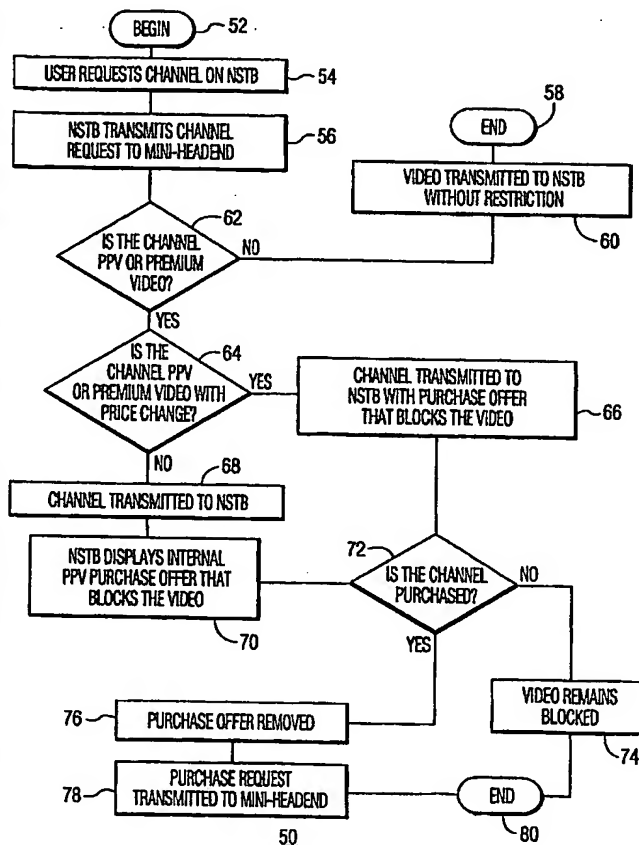 BEGIN
52
USER REQUESTS CHANNEL ON NSTB
54
NSTB TRANSMITS CHANNEL
REQUEST TO MINI-HEADEND
56
END
58
VIDEO TRANSMITTED TO NSTB
WITHOUT RESTRICTION
60
62
IS THE CHANNEL
PPV OR PREMIUM
VIDEO?
NO
YES
IS THE
CHANNEL PPV
OR PREMIUM VIDEO WITH
PRICE CHANGE?
64
YES
CHANNEL TRANSMITTED TO
NSTB WITH PURCHASE OFFER
THAT BLOCKS THE VIDEO
66
NO
68
CHANNEL TRANSMITTED TO NSTB
NSTB DISPLAYS INTERNAL
PPV PURCHASE OFFER THAT
BLOCKS THE VIDEO
70
72
IS THE CHANNEL
PURCHASED?
NO
YES
VIDEO REMAINS
BLOCKED
74
76
PURCHASE OFFER REMOVED
78
PURCHASE REQUEST
TRANSMITTED TO MINI-HEADEND
END
80
50